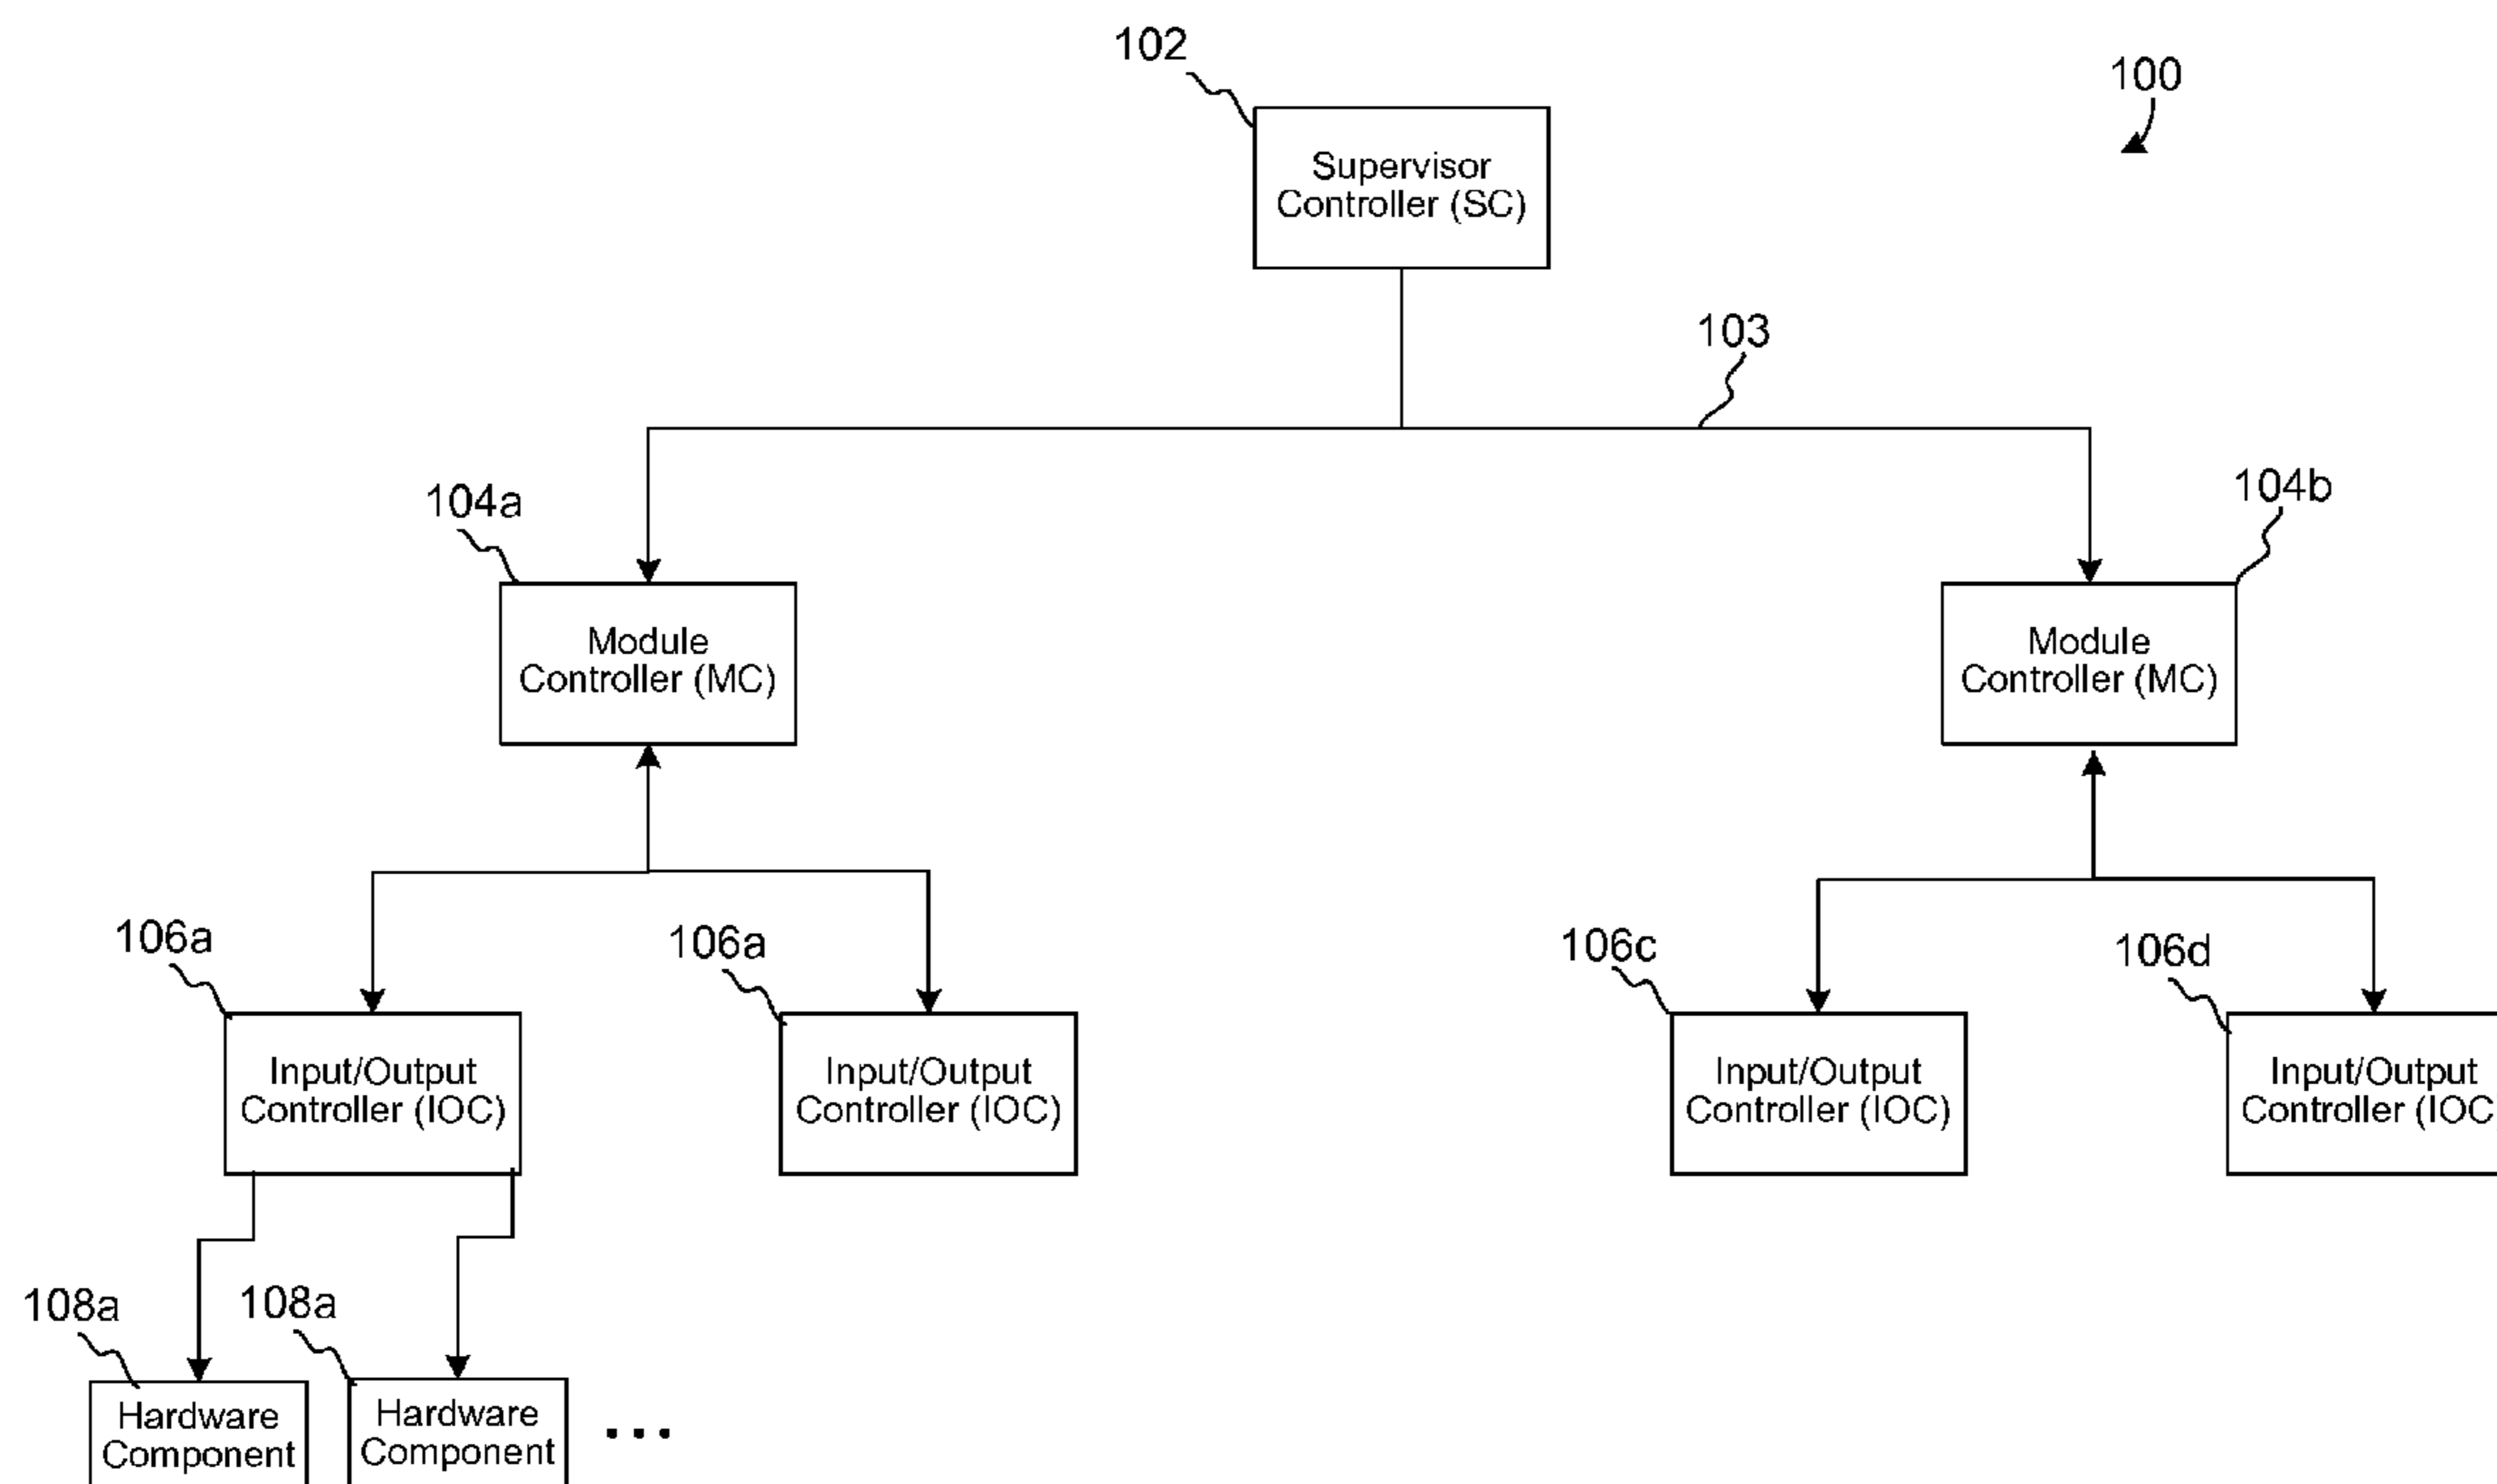 102
100
Supervisor
Controller (SC)
103
104a
104b
Module
Controller (MC)
Module
Controller (MC)
106a
106a
106c
106d
Input/Output
Controller (IOC)
Input/Output
Controller (IOC)
Input/Output
Controller (IOC)
Input/Output
Controller (IOC
108a
108a
Hardware
Component
Hardware
Component
...